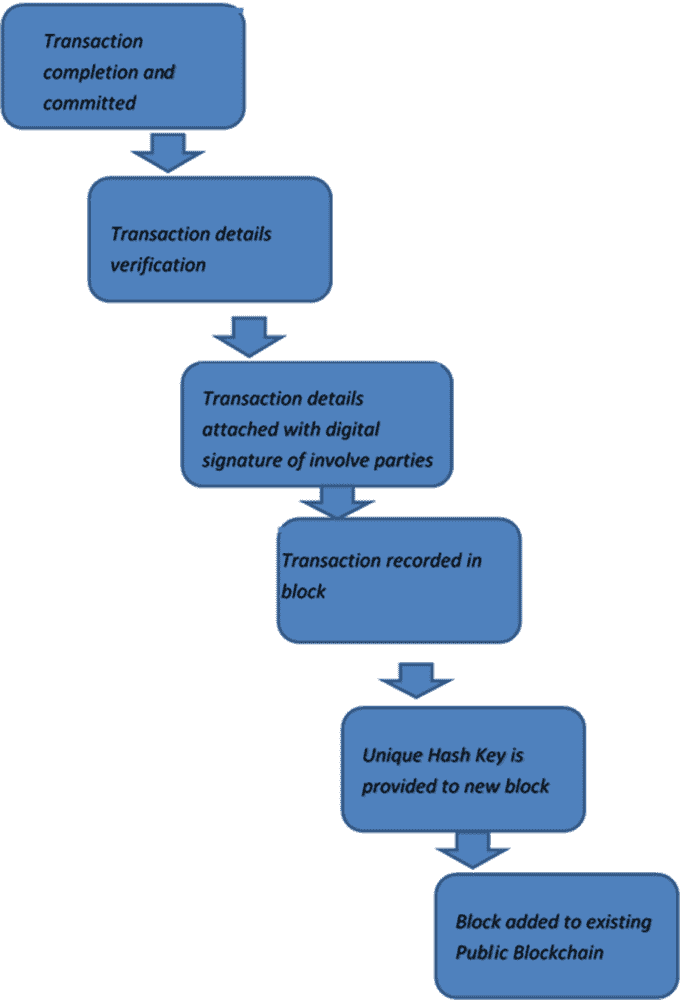 Transaction
completion and
committed
Transaction details
verification
Transaction details
attached with digital
signature of involve parties
Transaction recorded in
block
Unique Hash Key is
provided to new block
Block added to existing
Public Blockchain